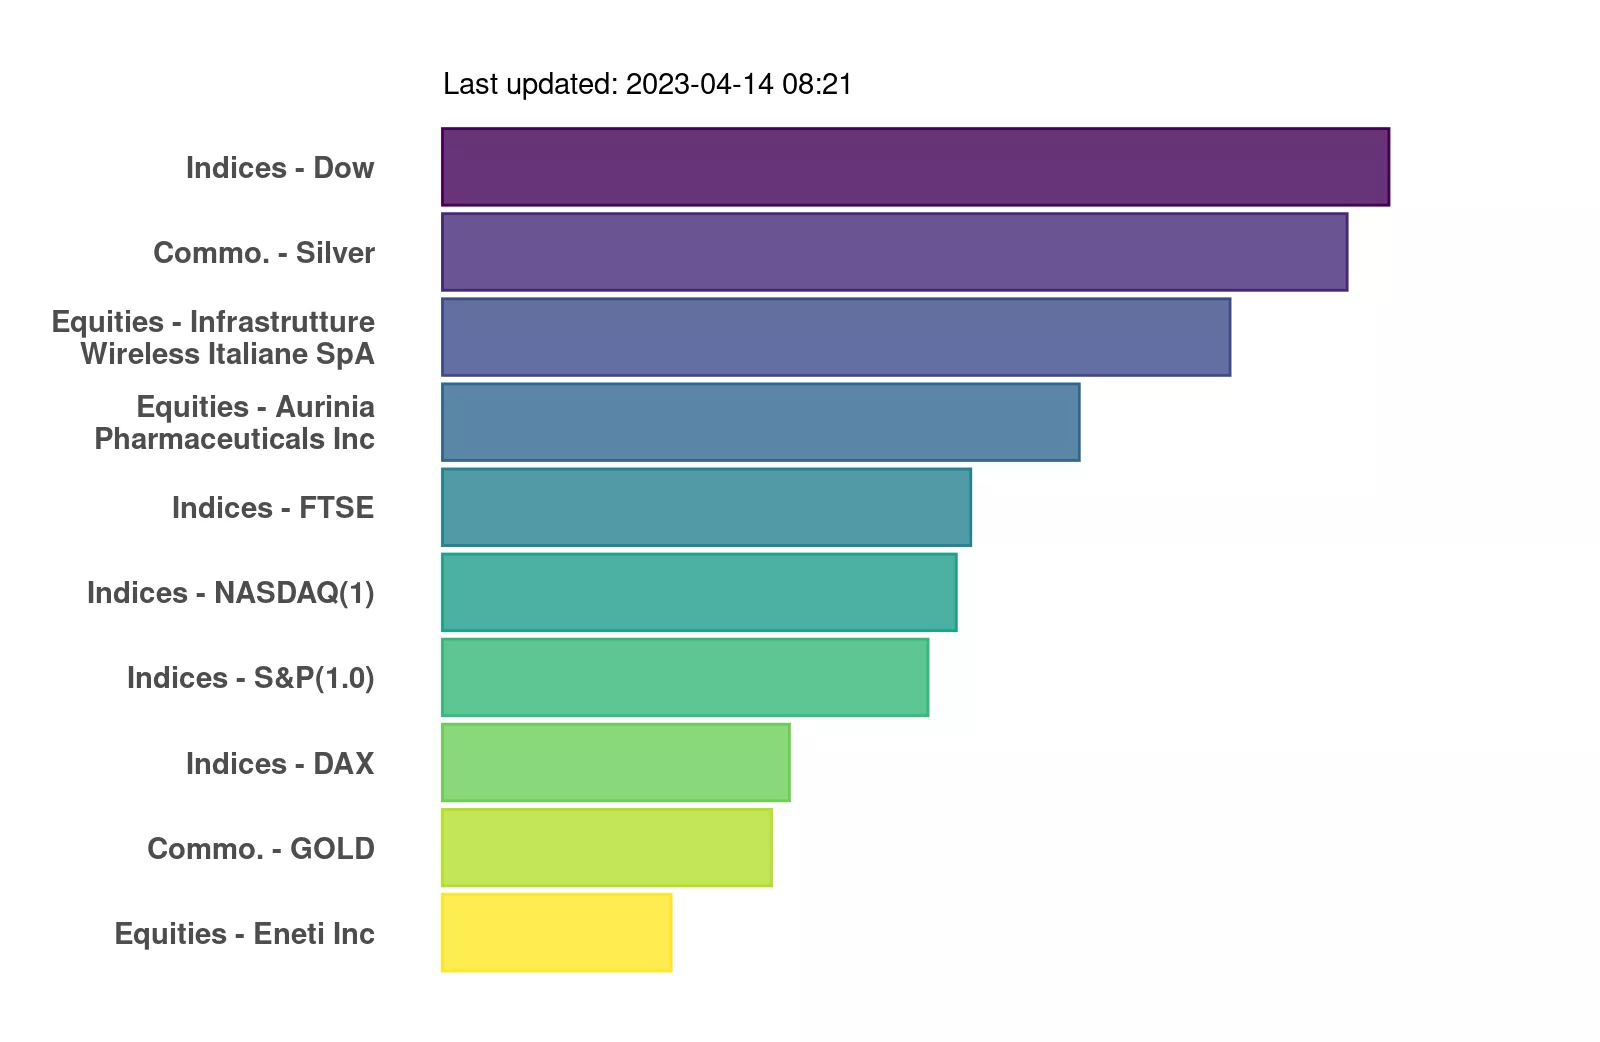 Last updated: 2023-04-14 08:21
Indices - Dow
Commo. - Silver
Equities - Infrastrutture
Wireless Italiane SpA
Equities - Aurinia
Pharmaceuticals Inc
Indices - FTSE
Indices - NASDAQ(1)
Indices - S&P(1.0)
Indices - DAX
Commo. - GOLD
Equities - Eneti Inc